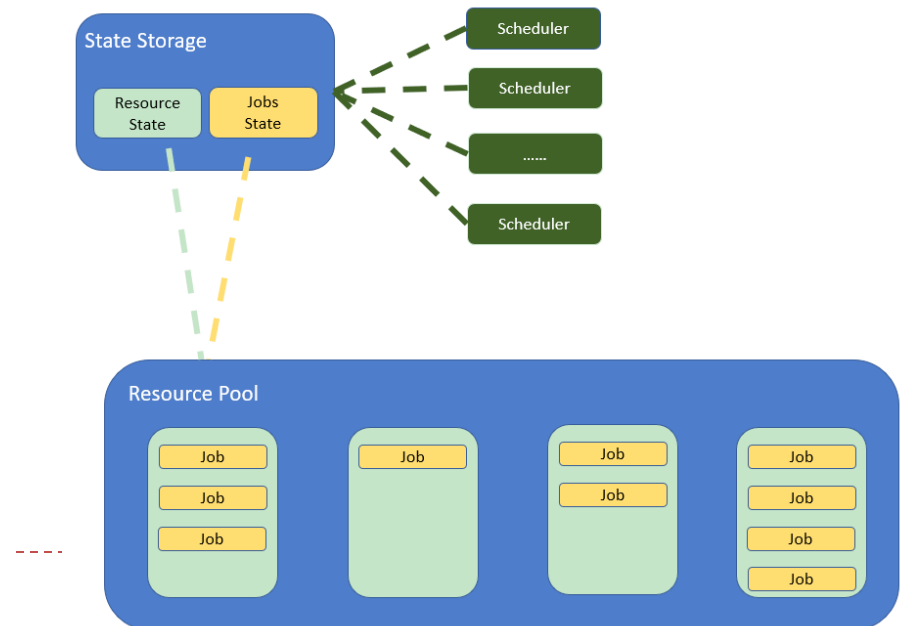 State Storage
Resource
State
Jobs
State
Scheduler
Scheduler
......
Scheduler
Resource Pool
Job
Job
Job
Job
Job
Job
Job
Job
Job
Job